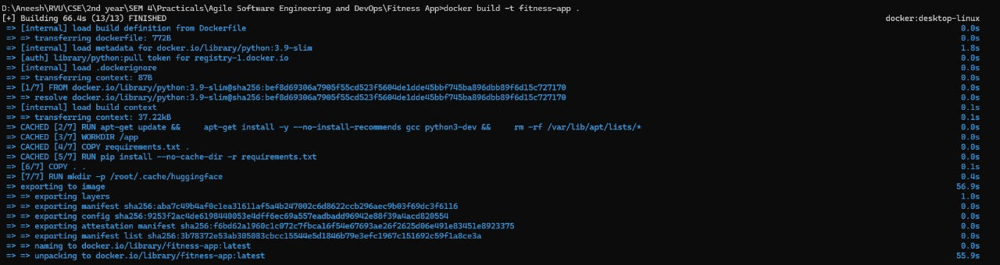 D:\Aneesh\RVU\CSE\2nd year\SEM 4\Practicals\Agile Software Engineering and DevOps\Fitness App>docker build -t fitness-app .
[+] Building 66.4s (13/13) FINISHED docker:desktop-linux
=> [internal] load build definition from Dockerfile 0.0s
=> => transferring dockerfile: 772B 0.0s
=> [internal] load metadata for docker.io/library/python:3.9-slim 1.8s
=> [auth] library/python:pull token for registry-1.docker.io 0.0s
=> [internal] load .dockerignore 0.0s
=> => transferring context: 87B 0.0s
=> [1/7] FROM docker.io/library/python:3.9-slim@sha256:bef8d69306a7905f55cd523f5604de1dde45bbf745ba896dbb89f6d15c727170 0.0s
=> => resolve docker.io/library/python:3.9-slim@sha256:bef8d69306a7905f55cd523f5604de1dde45bbf745ba896dbb89f6d15c727170 0.0s
=> [internal] load build context 0.1s
=> => transferring context: 37.22kB 0.1s
=> CACHED [2/7] RUN apt-get update && apt-get install -y --no-install-recommends gcc python3-dev && rm -rf /var/lib/apt/lists/* 0.0s
=> CACHED [3/7] WORKDIR /app 0.0s
=> CACHED [4/7] COPY requirements.txt . 0.0s
=> CACHED [5/7] RUN pip install --no-cache-dir -r requirements.txt 0.0s
=> [6/7] COPY . . 0.1s
=> [7/7] RUN mkdir -p /root/.cache/huggingface 0.4s
=> exporting to image 56.9s
=> => exporting layers 1.0s
=> => exporting manifest sha256:aba7c49b4af0c1ea31611af5a4b247002c6d8622ccb296aec9b03f69dc3f6116 0.0s
=> => exporting config sha256:9253f2ac4de6198440053e4dff6ec69a557eadbadd96942e88f39a4acd820554 0.0s
=> => exporting attestation manifest sha256:f6bd62a1960c1c072c7fbca16f54e67693ae26f2625d06e491e83451e8923375 0.0s
=> => exporting manifest list sha256:3b78372e53ab305083cbcc15544e5d1846b79e3efc1967c151692c59f1a8ce3a 0.0s
=> => naming to docker.io/library/fitness-app:latest 0.0s
=> => unpacking to docker.io/library/fitness-app:latest 55.9s